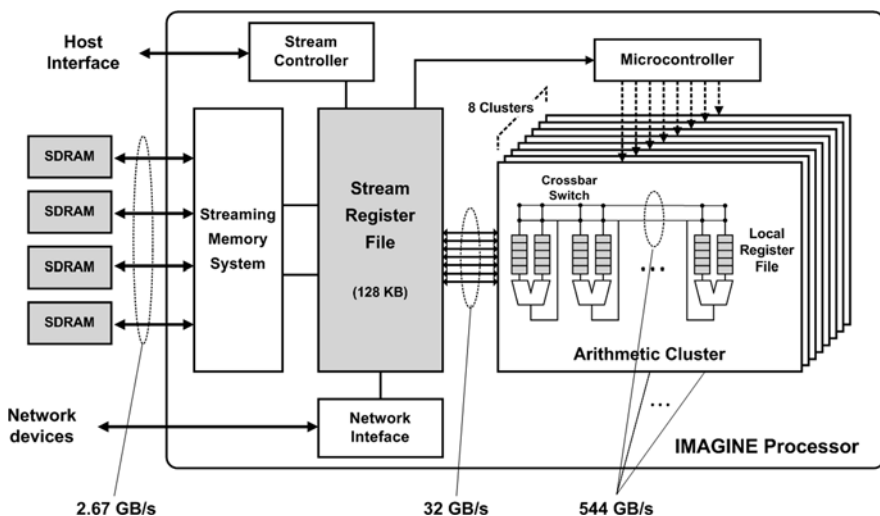 Host
Interface
Stream
Controller
Microcontroller
8 Clusters
SDRAM
SDRAM
SDRAM
SDRAM
Streaming
Memory
System
Stream
Register
File
(128 KB)
Crossbar
Switch
Local
Register
File
...
Arithmetic Cluster
...
Network
devices
Network
Inteface
IMAGINE Processor
2.67 GB/s
32 GB/s
544 GB/s